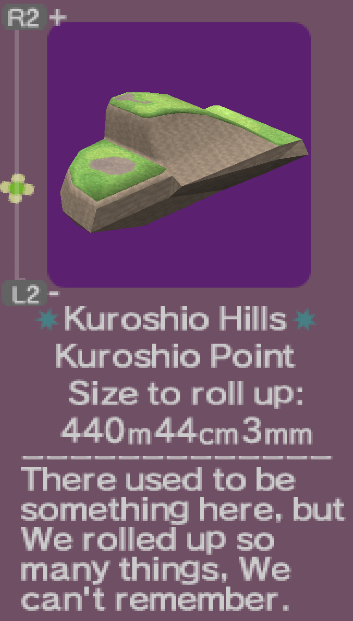 R2 +
L2 -
Kuroshio Hills
Kuroshio Point
Size to roll up:
440m44cm3mm
There used to be
something here, but
We rolled up so
many things, We
can't remember.